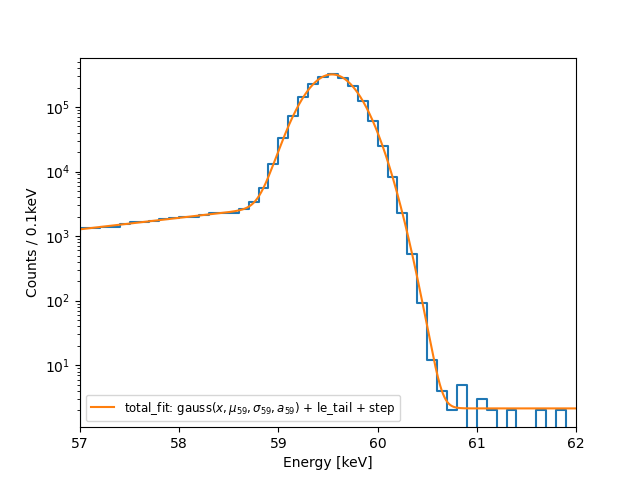 Counts / 0.1keV
10⁵
10⁴
10³
10²
10¹
total_fit: gauss(x, μ₅₉, σ₅₉, a₅₉) + le_tail + step
57 58 59 60 61 62
Energy [keV]